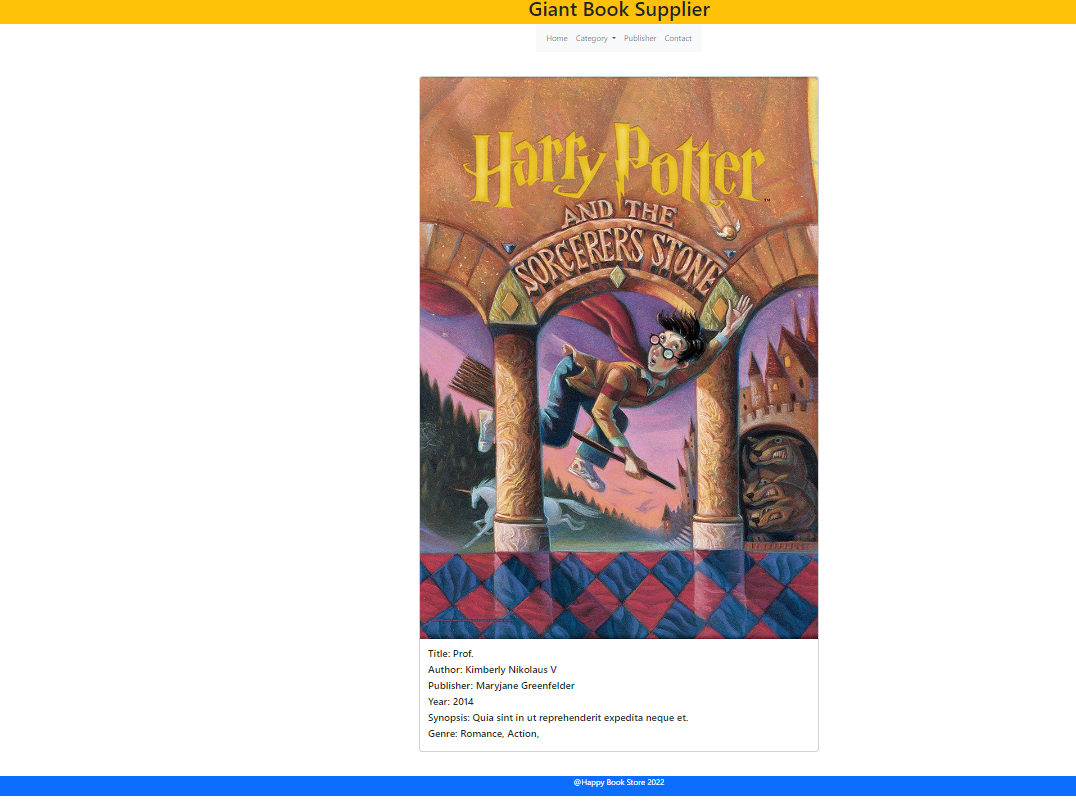 Giant Book Supplier
Home Category Publisher Contact
Harry Potter
AND THE
SORCERER'S STONE
Title: Prof.
Author: Kimberly Nikolaus V
Publisher: Maryjane Greenfelder
Year: 2014
Synopsis: Quia sint in ut reprehenderit expedita neque et.
Genre: Romance, Action,
@Happy Book Store 2022